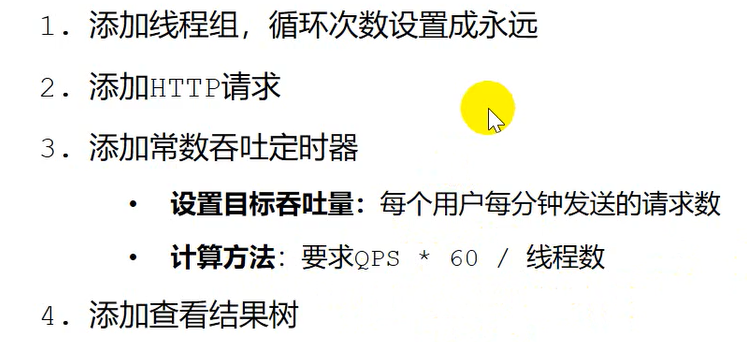 1. 添加线程组，循环次数设置成永远
2. 添加HTTP请求
3. 添加常数吞吐定时器
• 设置目标吞吐量：每个用户每分钟发送的请求数
• 计算方法：要求QPS * 60 / 线程数
4. 添加查看结果树